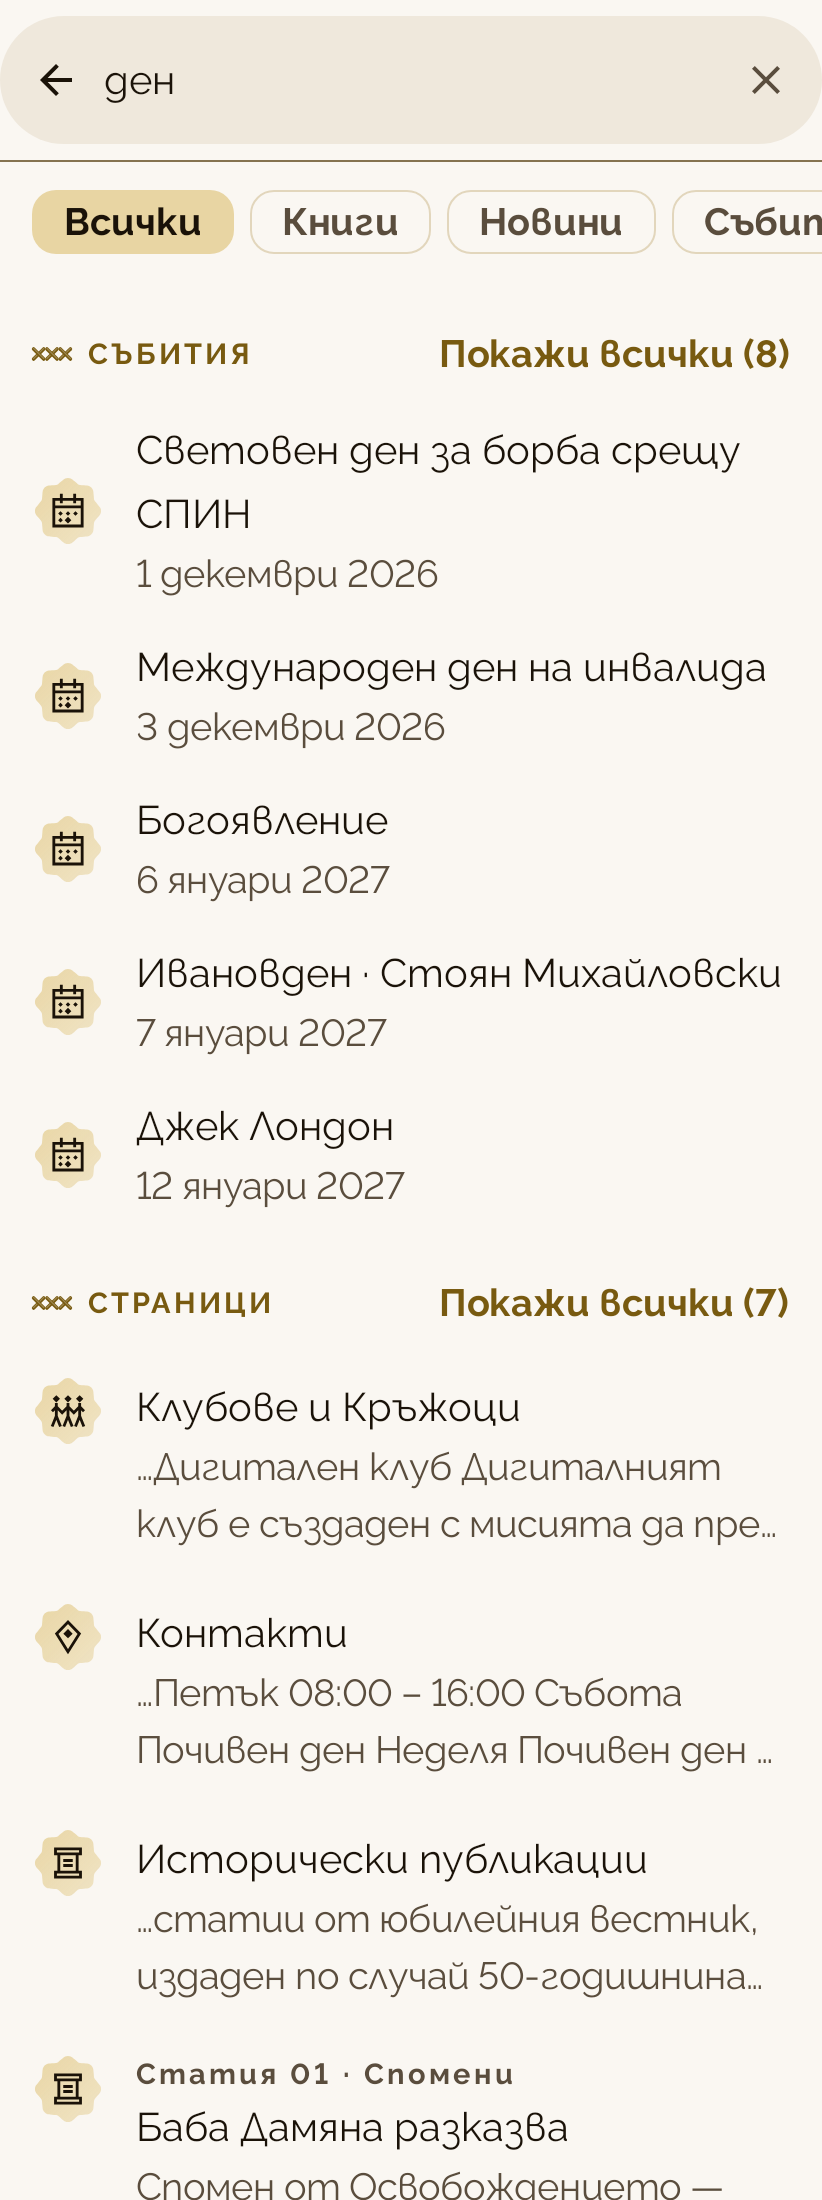 ден
Всички Книги Новини
СЪБИТИЯ Покажи всички (8)
Световен ден за борба срещу
СПИН
1 декември 2026
Международен ден на инвалида
3 декември 2026
Богоявление
6 януари 2027
Ивановден · Стоян Михайловски
7 януари 2027
Джек Лондон
12 януари 2027
СТРАНИЦИ Покажи всички (7)
Клубове и Кръжоци
…Дигитален клуб Дигиталният
клуб е създаден с мисията да пре…
Контакти
…Петък 08:00 – 16:00 Събота
Почивен ден Неделя Почивен ден …
Исторически публикации
…статии от юбилейния вестник,
издаден по случай 50-годишнина…
Статия 01 · Спомени
Баба Дамяна разказва
Спомен от Освобождението —